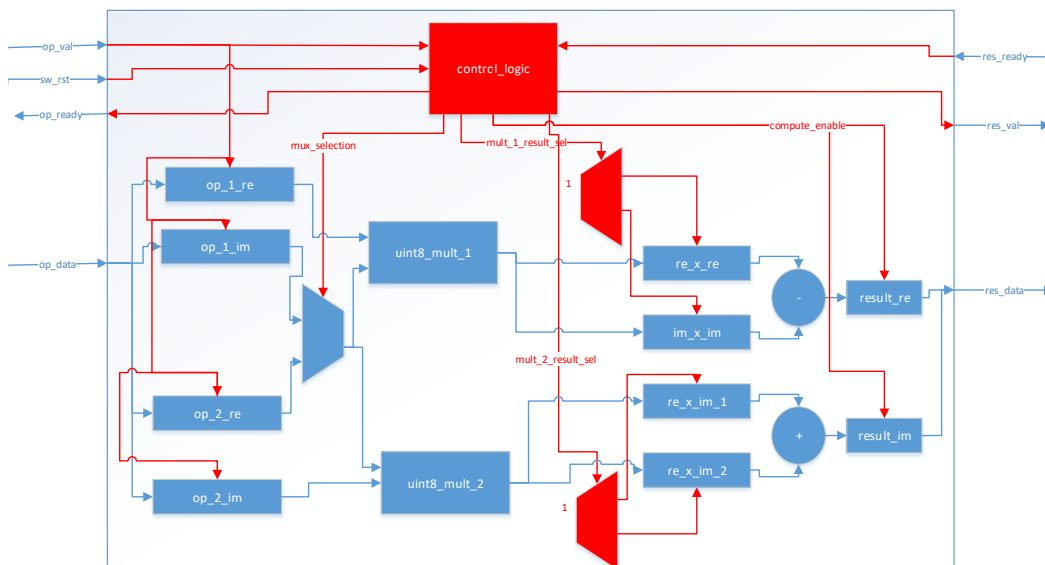 op_val
control_logic
res_ready
sw_rst
op_ready
compute_enable
res_val
mux_selection
mult_1_result_sel
op_1_re
1
op_1_im
uint8_mult_1
re_x_re
op_data
-
result_re
res_data
im_x_im
mult_2_result_sel
re_x_im_1
op_2_re
+
result_im
re_x_im_2
uint8_mult_2
op_2_im
1